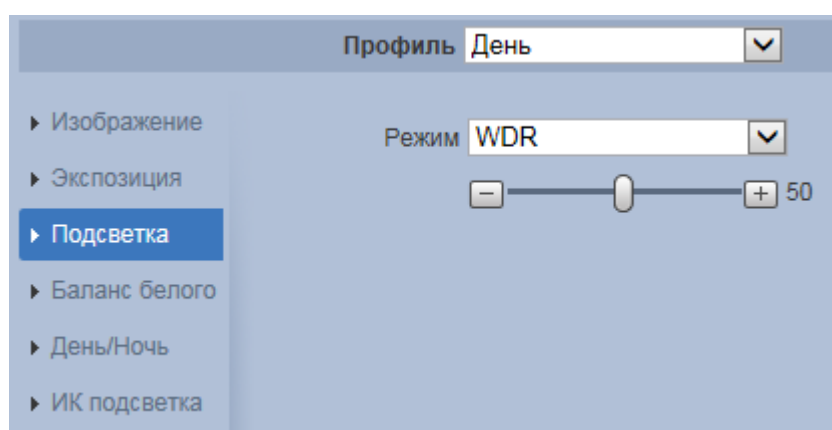 Профиль День
Изображение
Режим WDR
Экспозиция
50
Подсветка
Баланс белого
День/Ночь
ИК подсветка